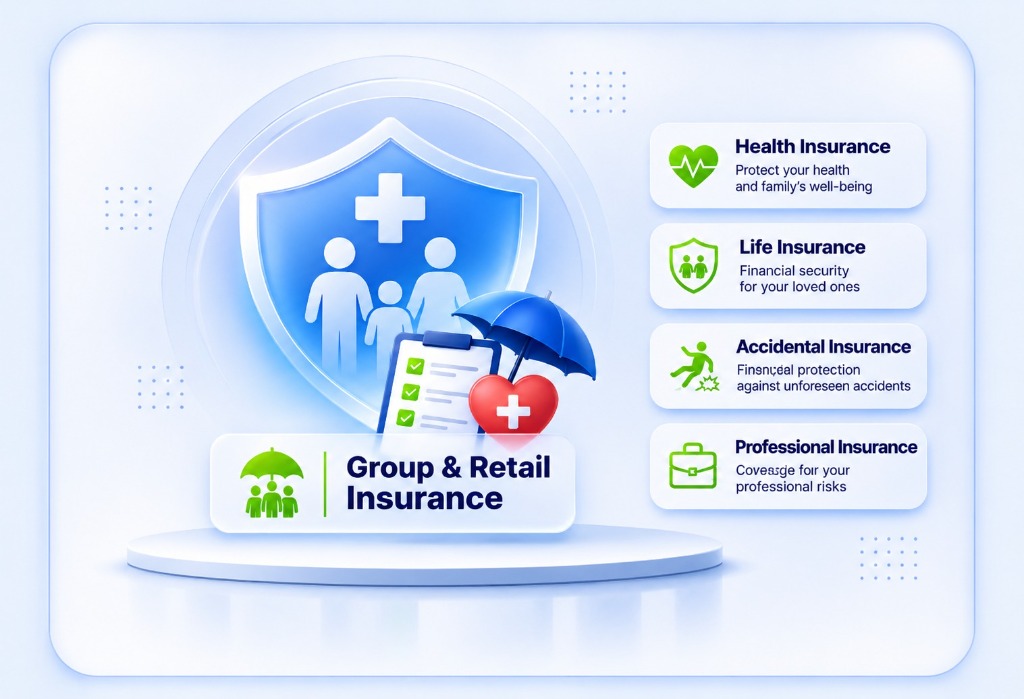 Health Insurance
Protect your health
and family's well-being
Life Insurance
Financial security
for your loved ones
Accidental Insurance
protection
against unforeseen accidents
Group & Retail
Insurance
Professional Insurance
for your
professional risks